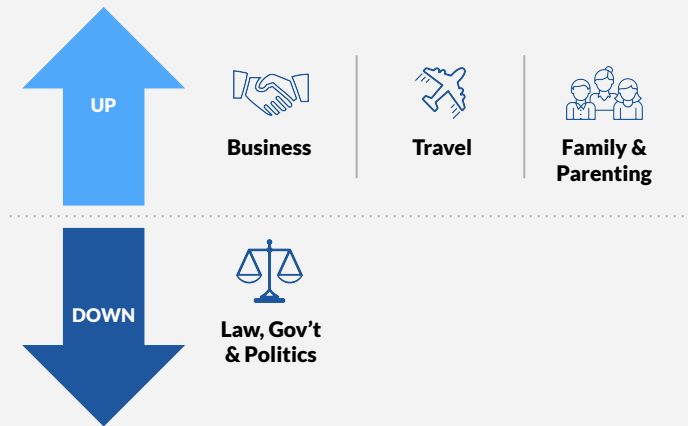 UP
Business
Travel
Family &
Parenting
DOWN
Law, Gov’t
& Politics